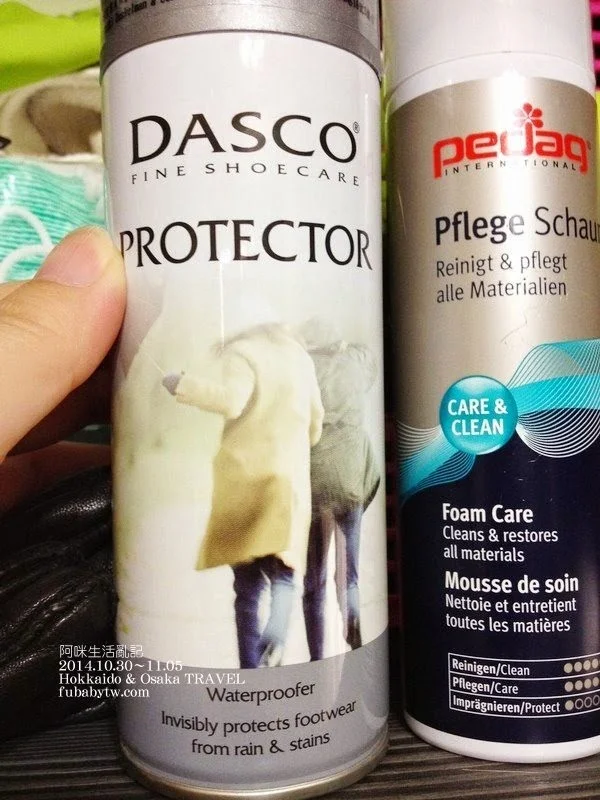 DASCO®
FINE SHOECARE
PROTECTOR
Waterproofer
Invisibly protects footwear
from rain & stains
pedag
INTERNATIONAL
Pflege Schau
Reinigt & pflegt
alle Materialien
CARE &
CLEAN
Foam Care
Cleans & restores
all materials
Mousse de soin
Nettoie et entretient
toutes les matières
Reinigen/Clean
Pflegen/Care
Imprägnieren/Protect
阿咪生活亂記
2014.10.30~11.05
Hokkaido & Osaka TRAVEL
fubabytw.com